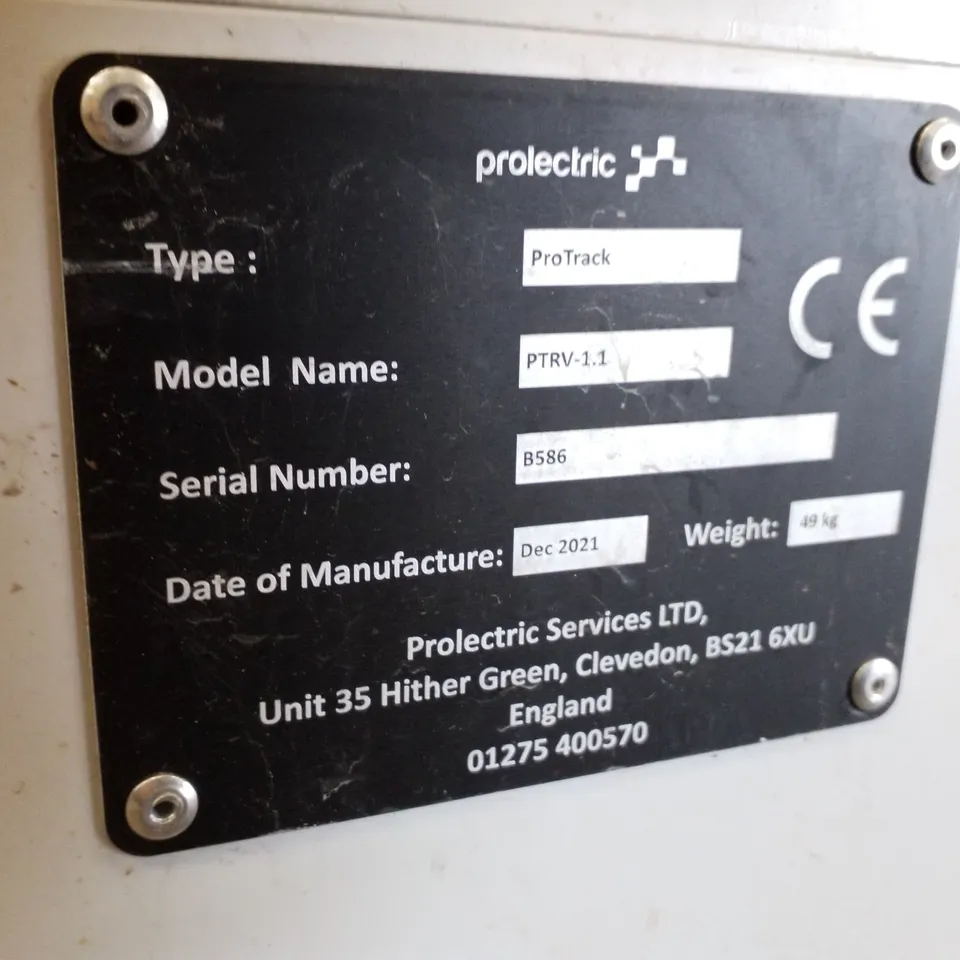 prolectric
Type : ProTrack
Model Name: PTRV-1.1
Serial Number: B586
Date of Manufacture: Dec 2021 Weight: 49 kg
CE
Prolectric Services LTD,
Unit 35 Hither Green, Clevedon, BS21 6XU
England
01275 400570